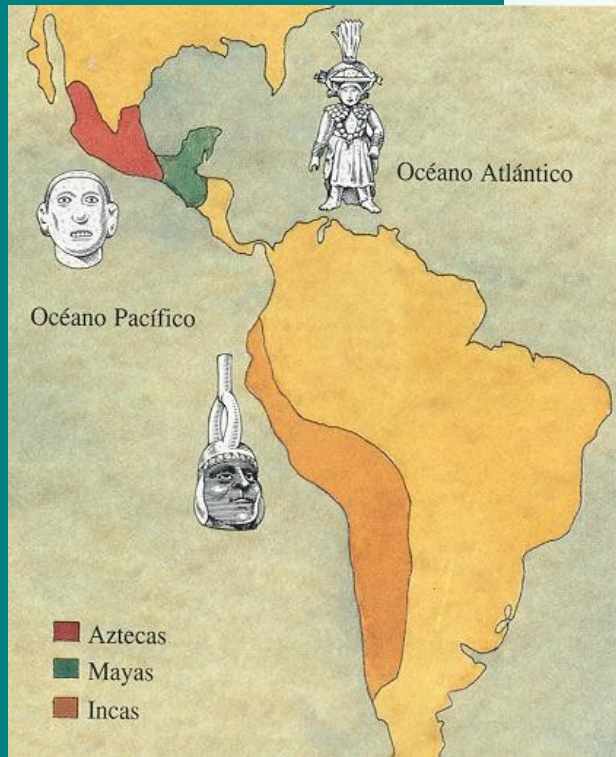 Océano Atlántico
Océano Pacífico
Aztecas
Mayas
Incas